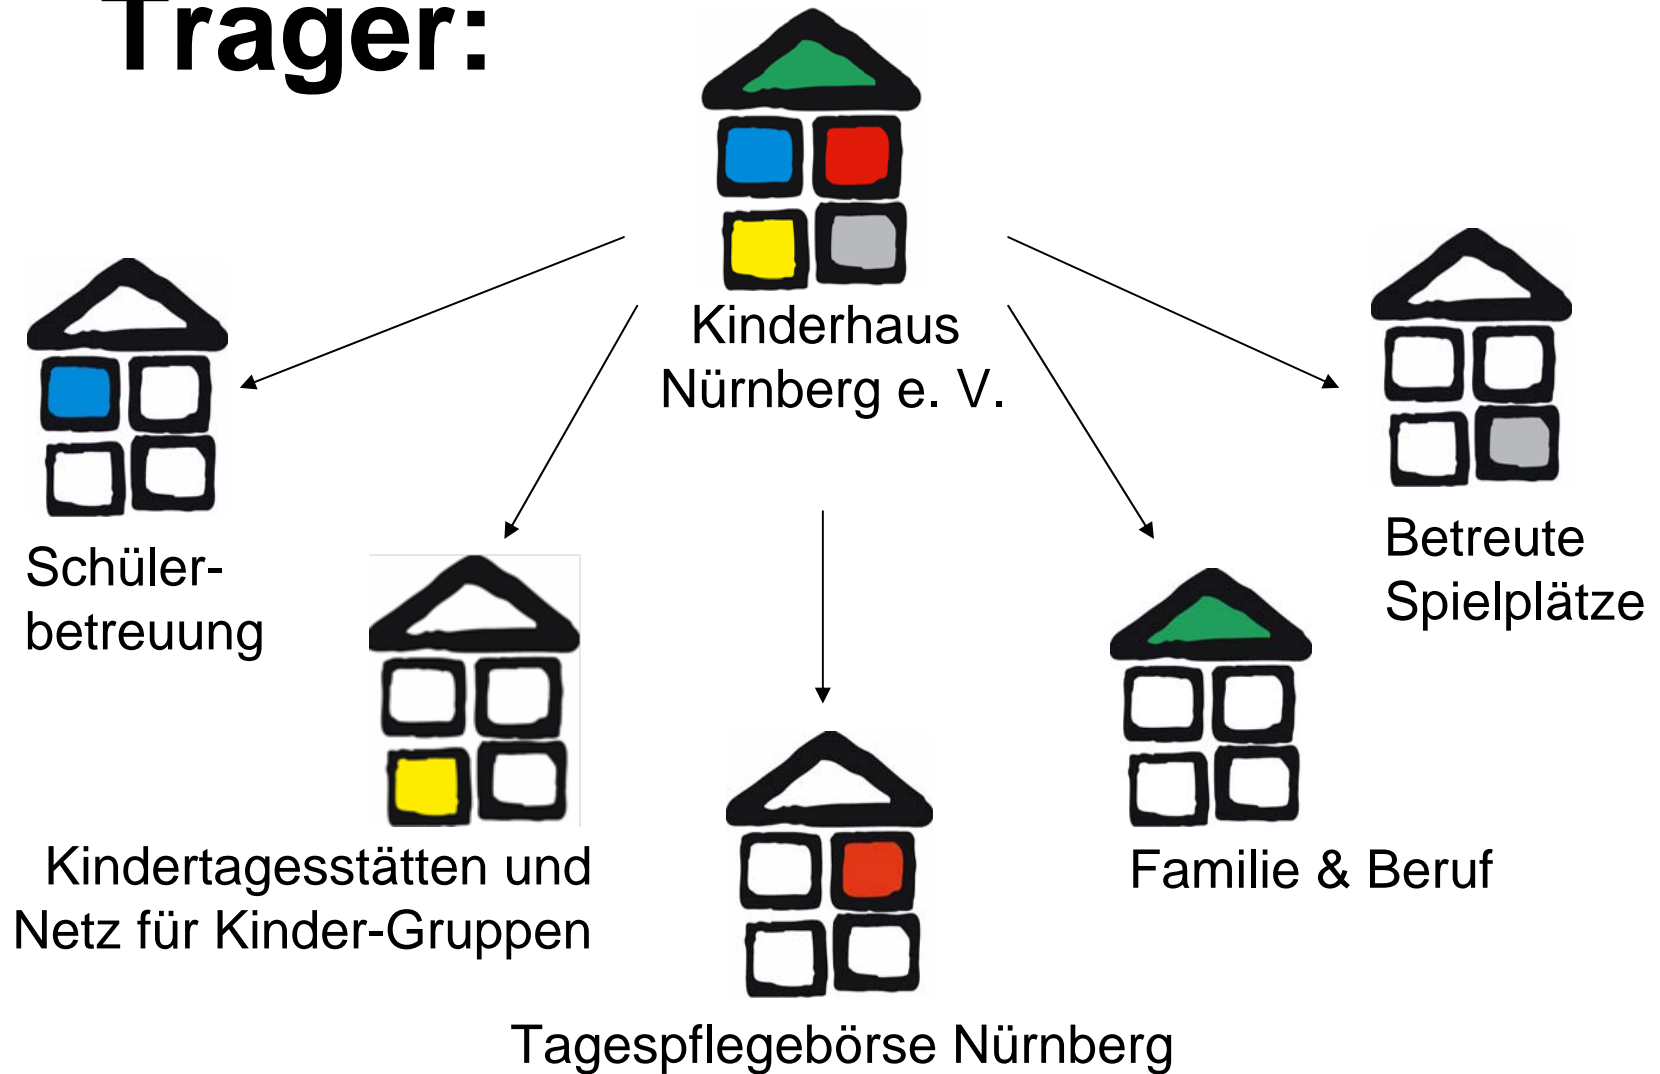 Träger:
Kinderhaus
Nürnberg e. V.
Schüler-
betreuung
Betreute
Spielplätze
Kindertagesstätten und
Netz für Kinder-Gruppen
Familie & Beruf
Tagespflegebörse Nürnberg